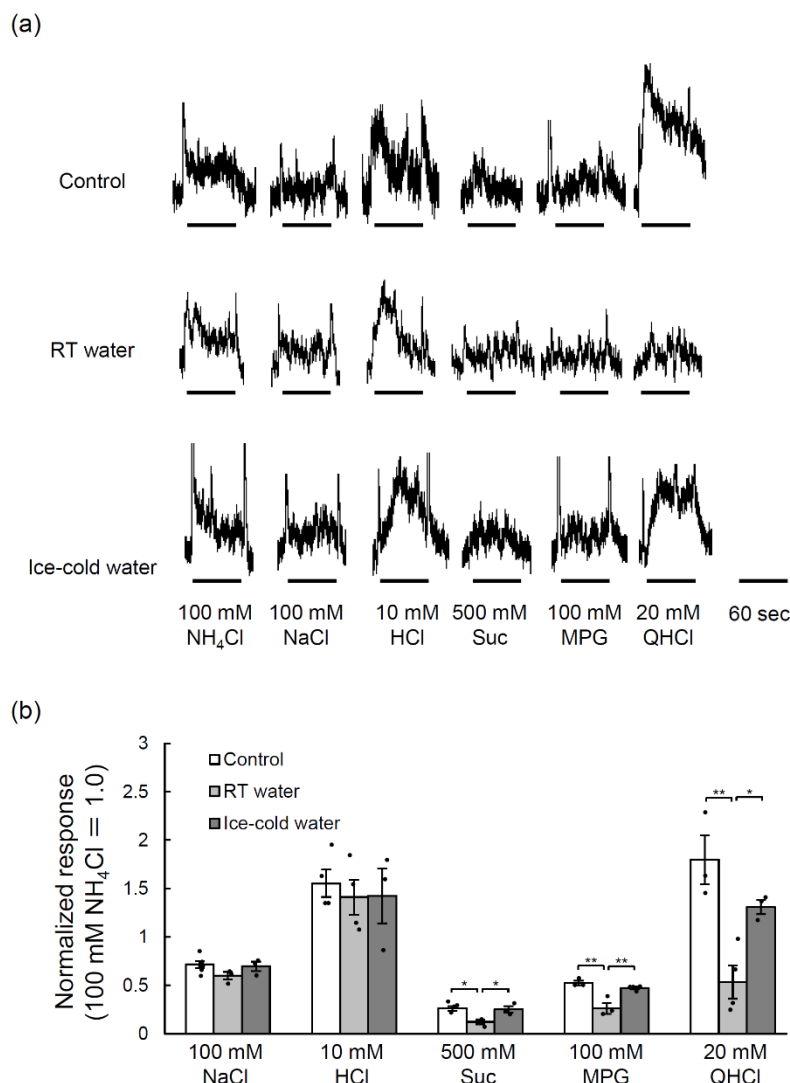 (a)
Control
RT water
Ice-cold water
100 mM 100 mM 10 mM 500 mM 100 mM 20 mM 60 sec
NH₄Cl NaCl HCl Suc MPG QHCl
(b)
Normalized response
(100 mM NH₄Cl = 1.0)
3
2.5
2
1.5
1
0.5
0
Control
RT water
Ice-cold water
* * ** ** ** *
100 mM 10 mM 500 mM 100 mM 20 mM
NaCl HCl Suc MPG QHCl